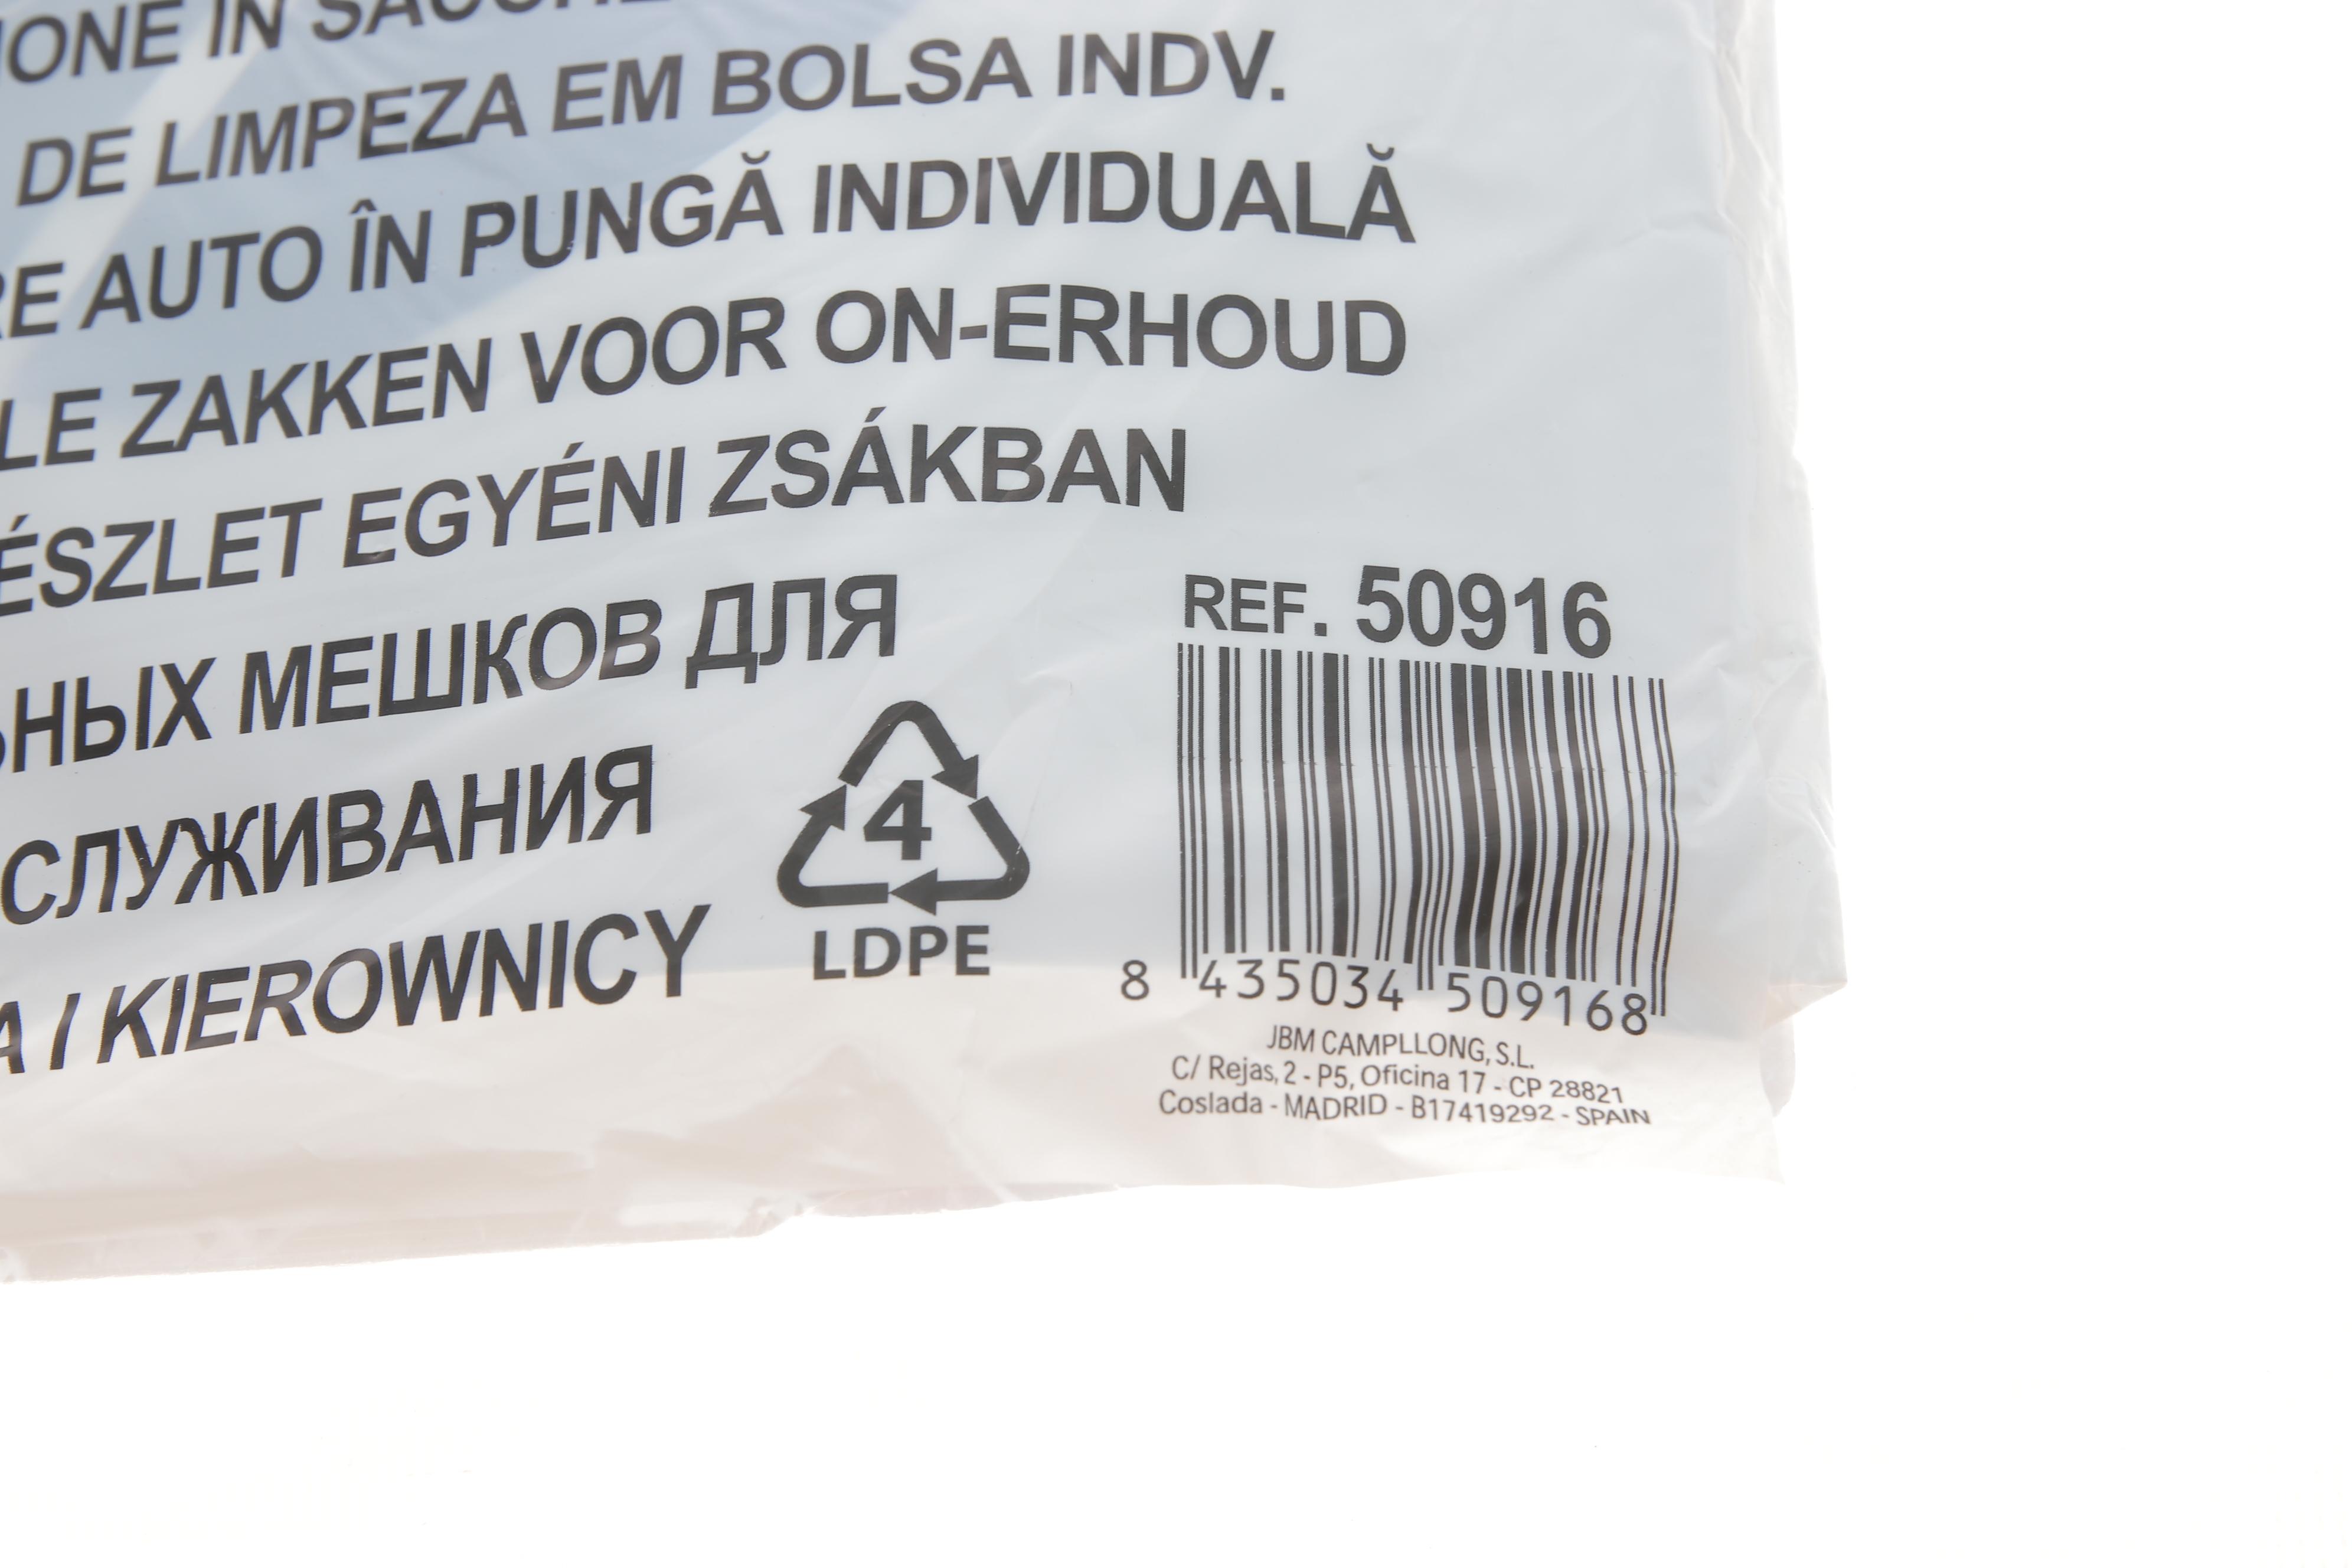 IONE IN
DE LIMPEZA EM BOLSA INDV.
RE AUTO ÎN PUNGĂ INDIVIDUALĂ
LE ZAKKEN VOOR ON-ERHOUD
ÉSZLET EGYÉNI ZSÁKBAN
ЬНЫХ МЕШКОВ ДЛЯ
СЛУЖИВАНИЯ
A / KIEROWNICY
4
LDPE
REF. 50916
8 435034 509168
JBM CAMPLLONG, S.L.
C/ Rejas, 2 - P5, Oficina 17 - CP 28821
Coslada - MADRID - B17419292 - SPAIN